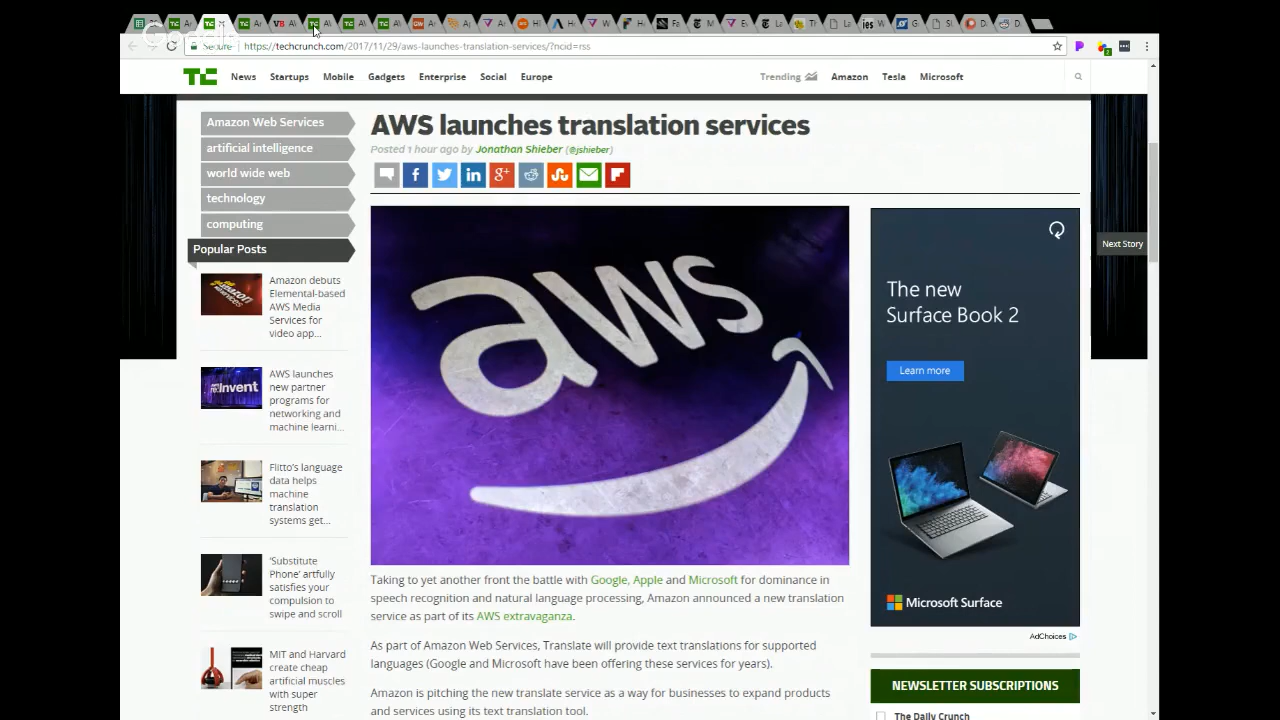 Secure
https://techcrunch.com/2017/11/29/aws-launches-translation-services/?ncid=rss
TC
News
Startups
Mobile
Gadgets
Enterprise
Social
Europe
Trending
Amazon
Tesla
Microsoft
Amazon Web Services
artificial intelligence
world wide web
technology
computing
Popular Posts
Amazon debuts
Elemental-based
AWS Media
Services for
video app...
AWS launches
new partner
programs for
networking and
machine learni...
Flitto's language
data helps
machine
translation
systems get...
'Substitute
Phone' artfully
satisfies your
compulsion to
swipe and scroll
MIT and Harvard
create cheap
artificial muscles
with super
strength
AWS launches translation services
Posted 1 hour ago by Jonathan Shieber (@jshieber)
aws
Taking to yet another front the battle with Google, Apple and Microsoft for dominance in
speech recognition and natural language processing, Amazon announced a new translation
service as part of its AWS extravaganza.
As part of Amazon Web Services, Translate will provide text translations for supported
languages (Google and Microsoft have been offering these services for years).
Amazon is pitching the new translate service as a way for businesses to expand products
and services using its text translation tool.
The new
Surface Book 2
Learn more
Microsoft Surface
AdChoices
NEWSLETTER SUBSCRIPTIONS
The Daily Crunch
Next Story